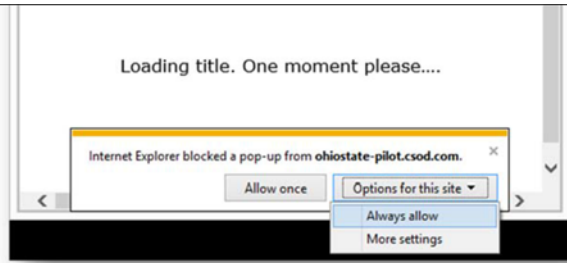 Loading title. One moment please....
Internet Explorer blocked a pop-up from ohiostate-pilot.csod.com.
Allow once
Options for this site
Always allow
More settings